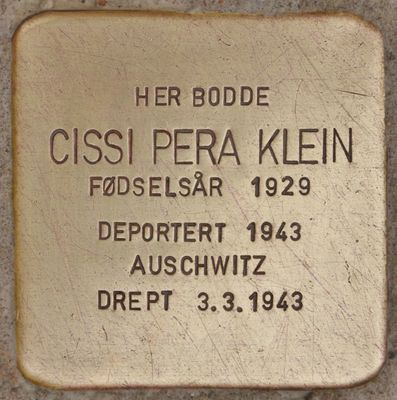 HER BODDE
CISSI PERA KLEIN
FØDSELSÅR 1929
DEPORTERT 1943
AUSCHWITZ
DREPT 3.3.1943